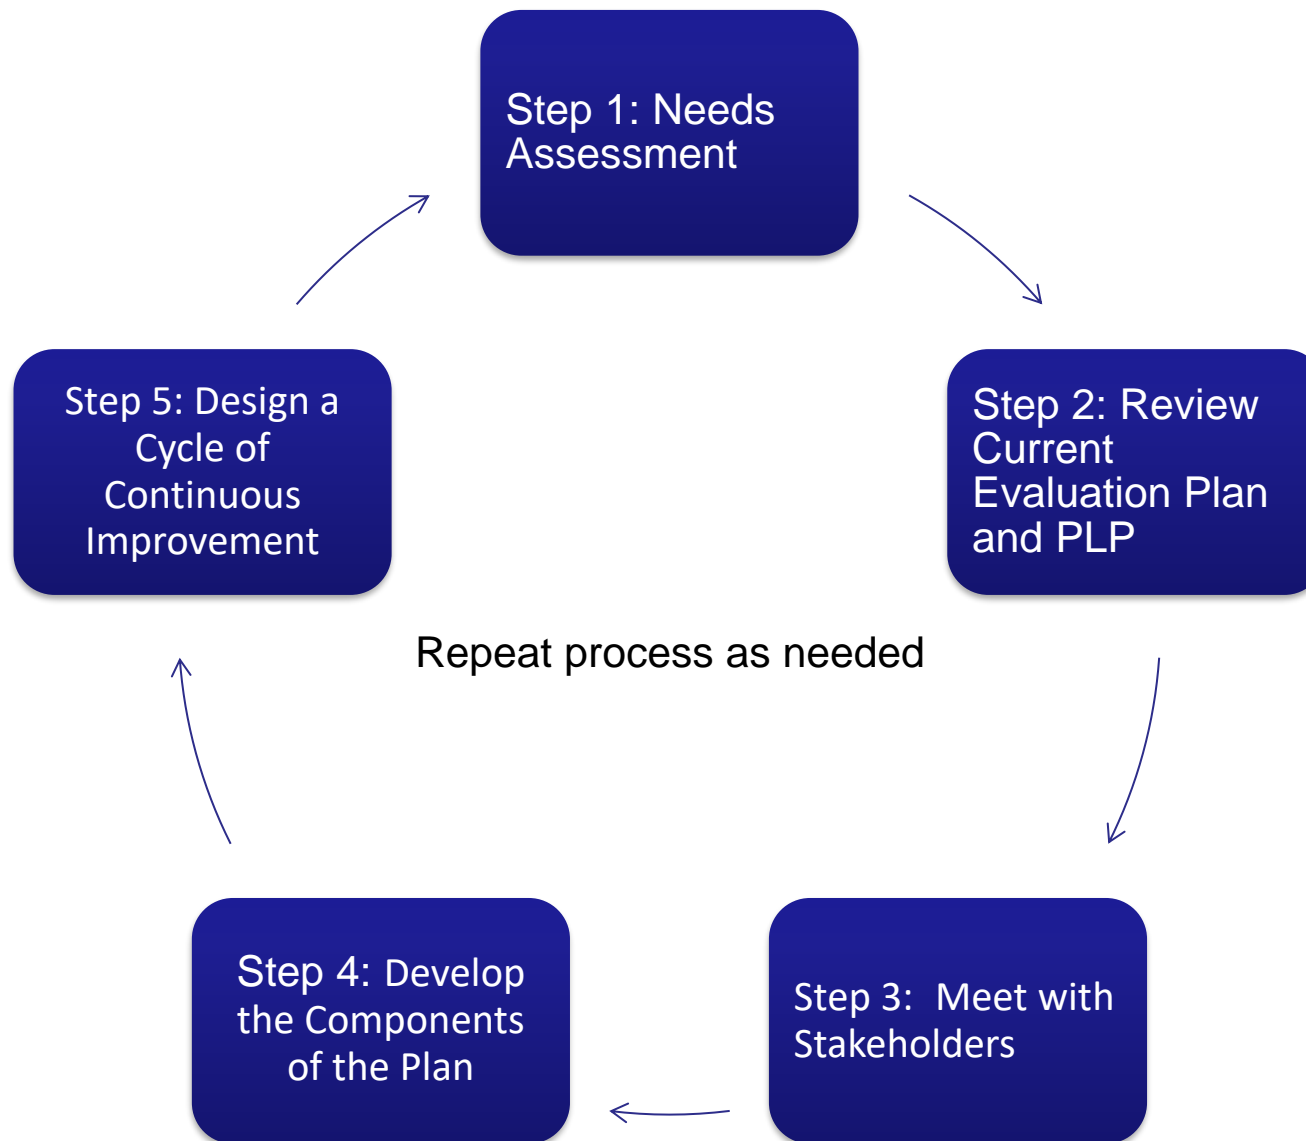 Step 1: Needs
Assessment
Step 2: Review
Current
Evaluation Plan
and PLP
Step 3:  Meet with
Stakeholders
Step 4: Develop
the Components
of the Plan
Step 5: Design a
Cycle of
Continuous
Improvement
Repeat process as needed